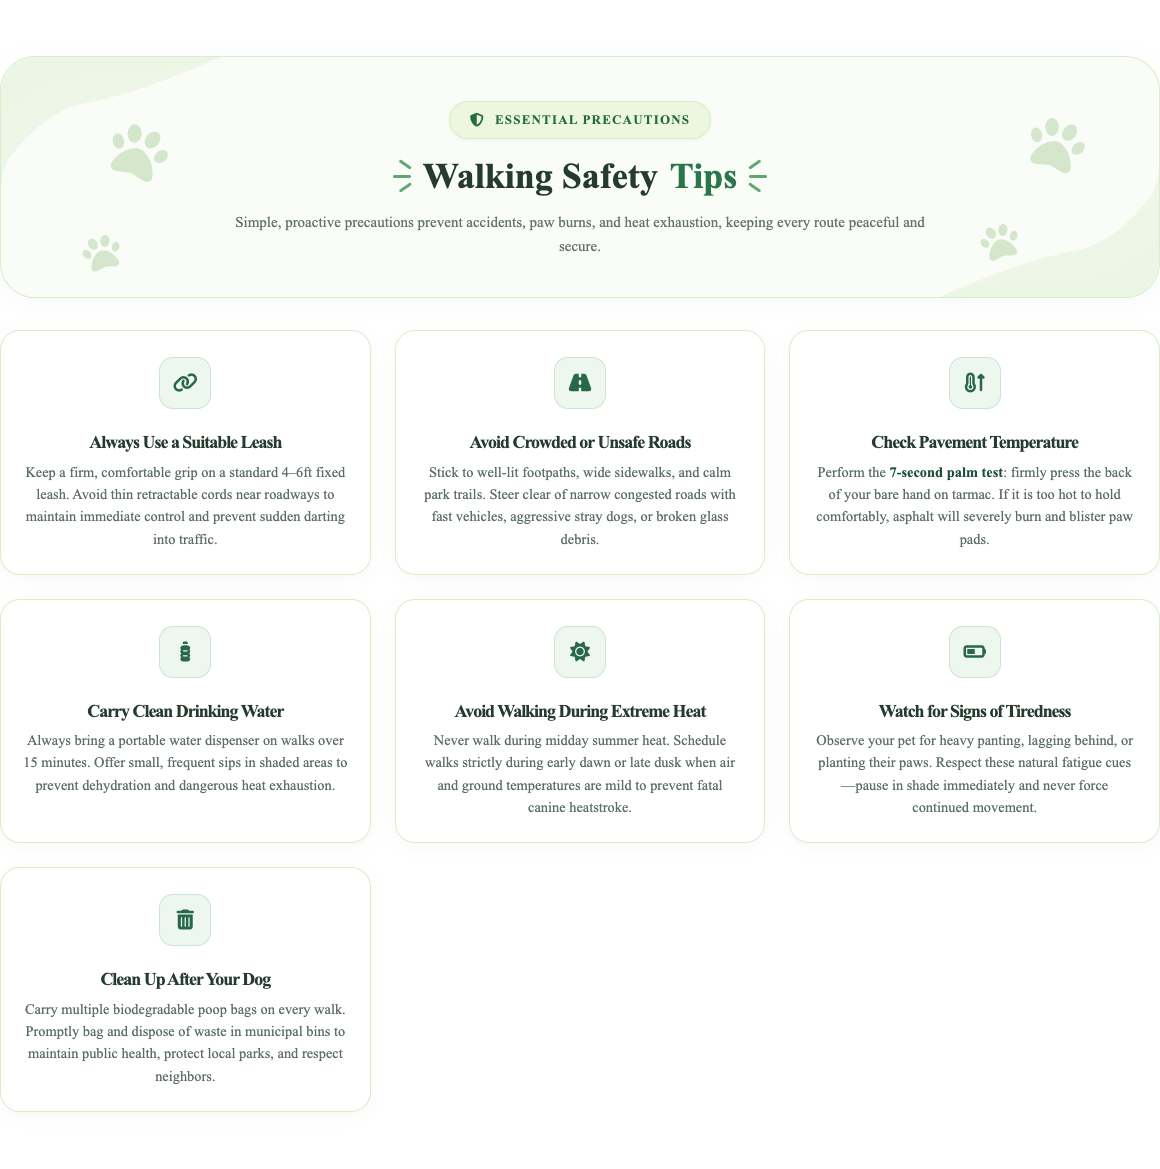 ESSENTIAL PRECAUTIONS
Walking Safety Tips
Simple, proactive precautions prevent accidents, paw burns, and heat exhaustion, keeping every route peaceful and
secure.
Always Use a Suitable Leash
Keep a firm, comfortable grip on a standard 4–6ft fixed
leash. Avoid thin retractable cords near roadways to
maintain immediate control and prevent sudden darting
into traffic.
Avoid Crowded or Unsafe Roads
Stick to well-lit footpaths, wide sidewalks, and calm
park trails. Steer clear of narrow congested roads with
fast vehicles, aggressive stray dogs, or broken glass
debris.
Check Pavement Temperature
Perform the 7-second palm test: firmly press the back
of your bare hand on tarmac. If it is too hot to hold
comfortably, asphalt will severely burn and blister paw
pads.
Carry Clean Drinking Water
Always bring a portable water dispenser on walks over
15 minutes. Offer small, frequent sips in shaded areas to
prevent dehydration and dangerous heat exhaustion.
Avoid Walking During Extreme Heat
Never walk during midday summer heat. Schedule
walks strictly during early dawn or late dusk when air
and ground temperatures are mild to prevent fatal
canine heatstroke.
Watch for Signs of Tiredness
Observe your pet for heavy panting, lagging behind, or
planting their paws. Respect these natural fatigue cues
—pause in shade immediately and never force
continued movement.
Clean Up After Your Dog
Carry multiple biodegradable poop bags on every walk.
Promptly bag and dispose of waste in municipal bins to
maintain public health, protect local parks, and respect
neighbors.